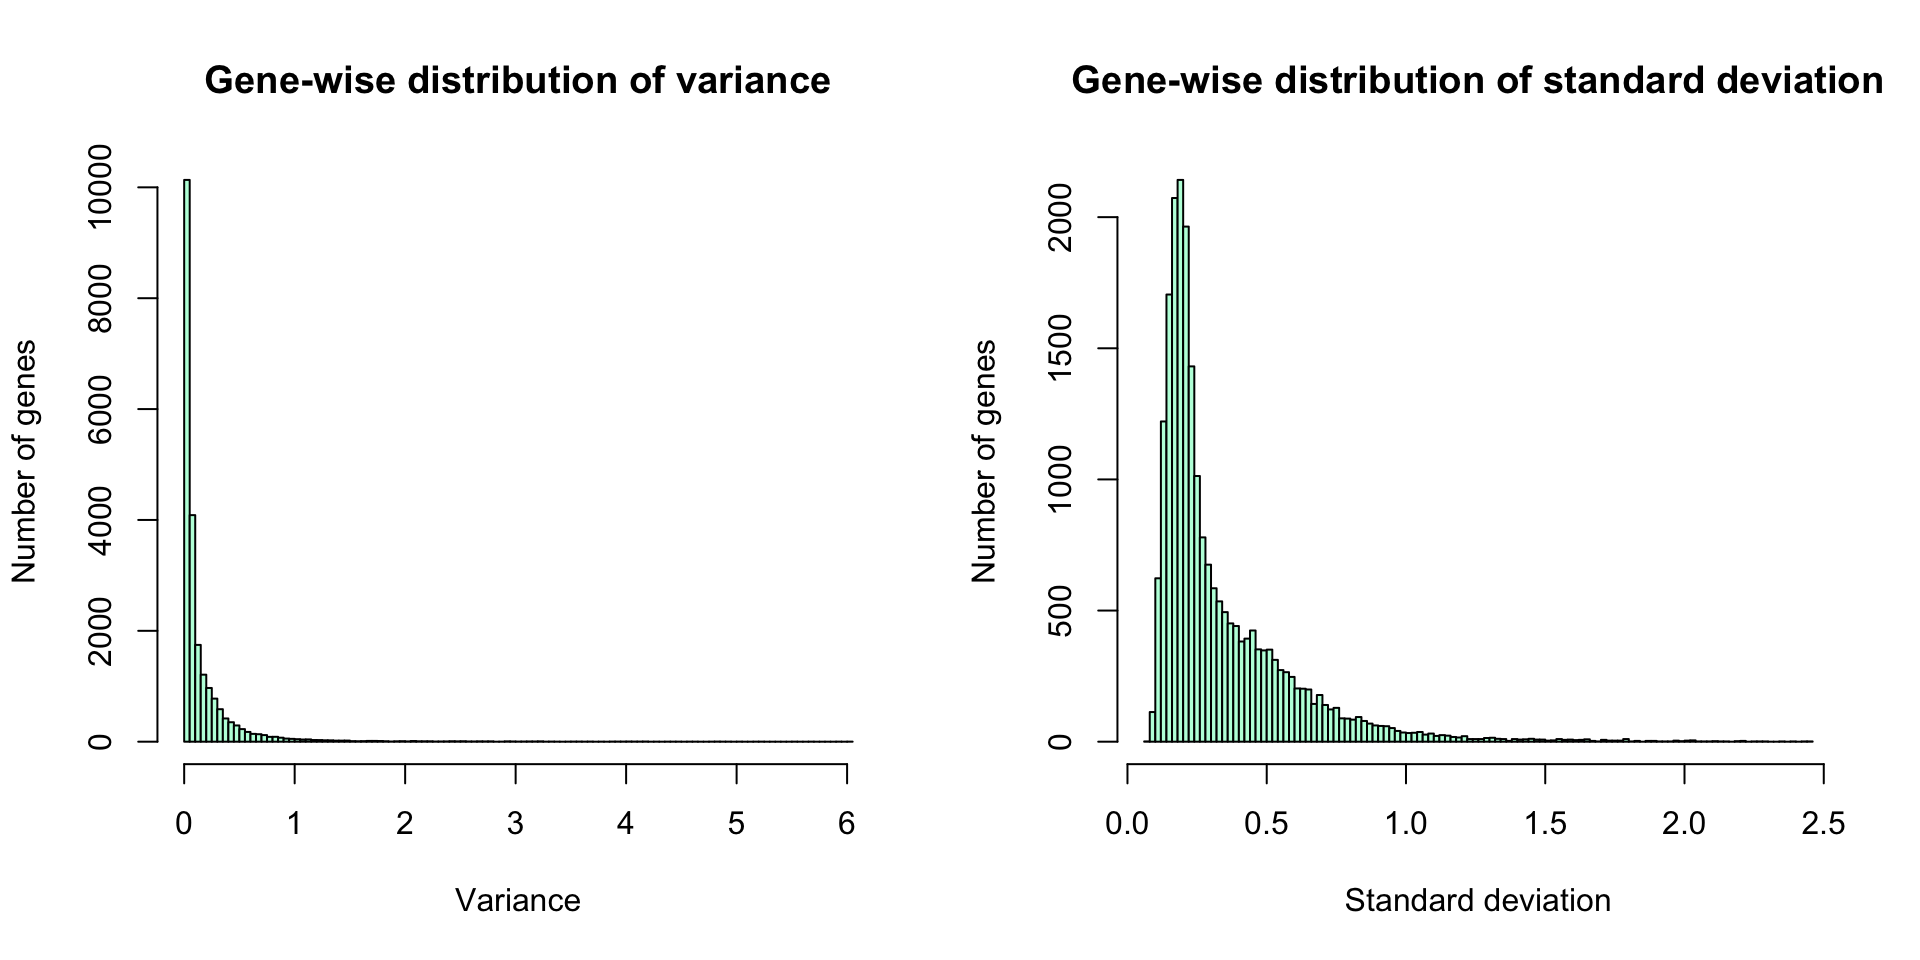 Gene-wise distribution of variance
Number of genes
10000
8000
6000
4000
2000
0
0 1 2 3 4 5 6
Variance
Gene-wise distribution of standard deviation
Number of genes
2000
1500
1000
500
0
0.0 0.5 1.0 1.5 2.0 2.5
Standard deviation